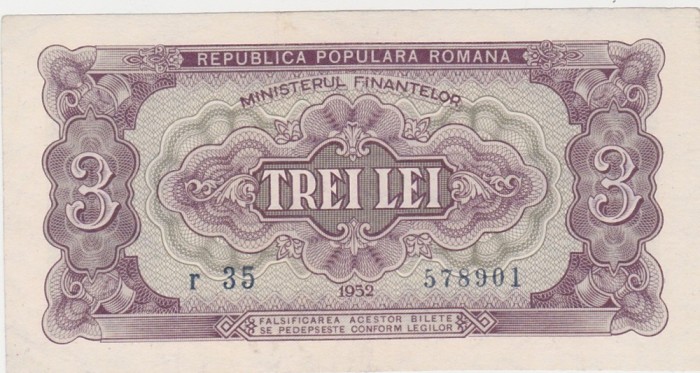 REPUBLICA POPULARA ROMANA
MINISTERUL FINANTELOR
3 TREI LEI 3
r 35 1952 578901
FALSIFICAREA ACESTOR BILETE
SE PEDEPSESTE CONFORM LEGILOR